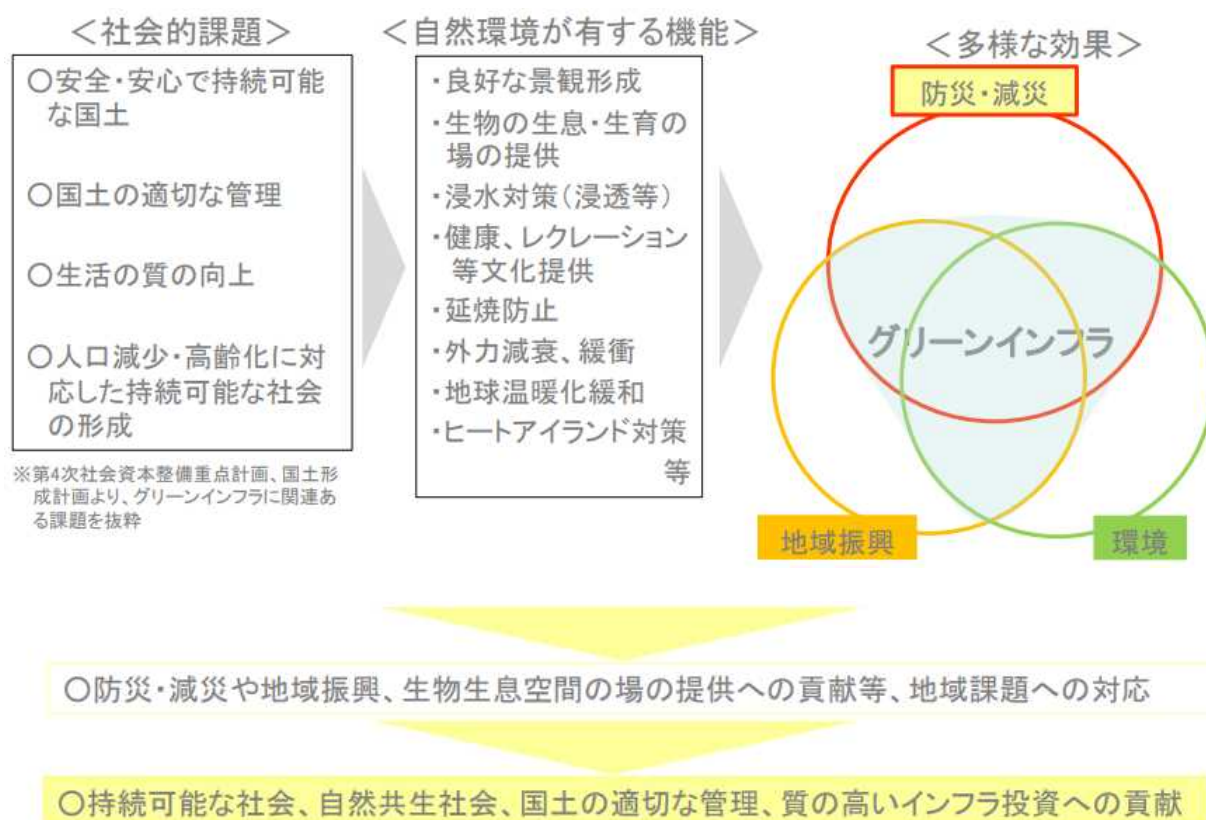 ＜社会的課題＞
〇安全・安心で持続可能
な国土
〇国土の適切な管理
〇生活の質の向上
〇人口減少・高齢化に対
応した持続可能な社会
の形成
※第4次社会資本整備重点計画、国土形
成計画より、グリーンインフラに関連あ
る課題を抜粋
＜自然環境が有する機能＞
・良好な景観形成
・生物の生息・生育の
場の提供
・浸水対策（浸透等）
・健康、レクレーション
等文化提供
・延焼防止
・外力減衰、緩衝
・地球温暖化緩和
・ヒートアイランド対策
等
＜多様な効果＞
防災・減災
グリーンインフラ
地域振興
環境
〇防災・減災や地域振興、生物生息空間の場の提供への貢献等、地域課題への対応
〇持続可能な社会、自然共生社会、国土の適切な管理、質の高いインフラ投資への貢献